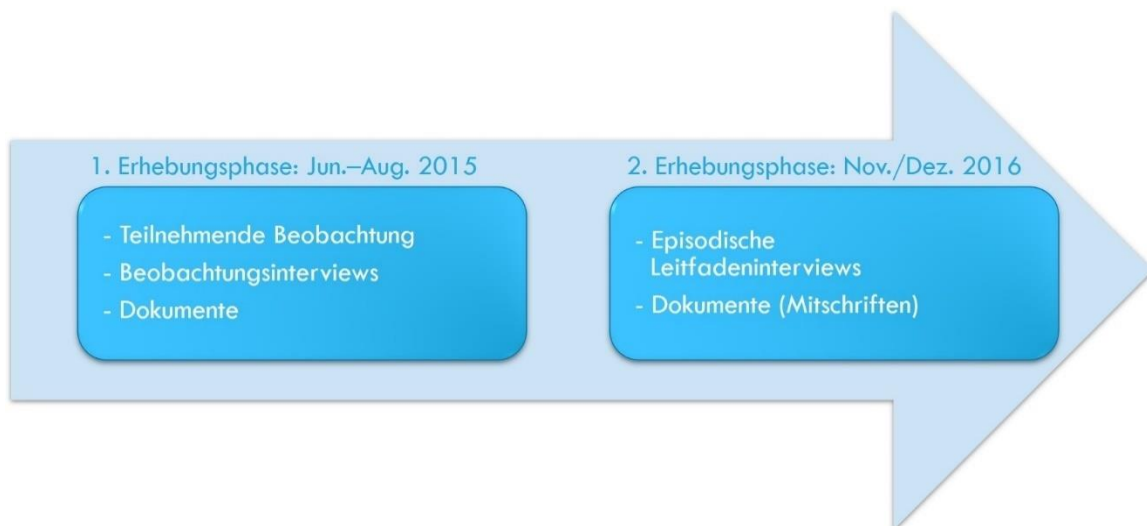 1. Erhebungsphase: Jun.–Aug. 2015
- Teilnehmende Beobachtung
- Beobachtungsinterviews
- Dokumente
2. Erhebungsphase: Nov./Dez. 2016
- Episodische
Leitfadeninterviews
- Dokumente (Mitschriften)